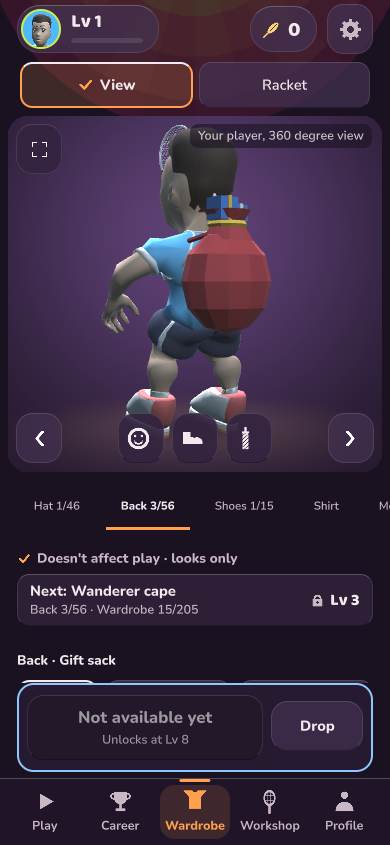 Lv 1
0
View
Racket
Your player, 360 degree view
Hat 1/46
Back 3/56
Shoes 1/15
Shirt
Doesn't affect play · looks only
Next: Wanderer cape
Back 3/56 · Wardrobe 15/205
Lv 3
Back · Gift sack
Not available yet
Unlocks at Lv 8
Drop
Play
Career
Wardrobe
Workshop
Profile